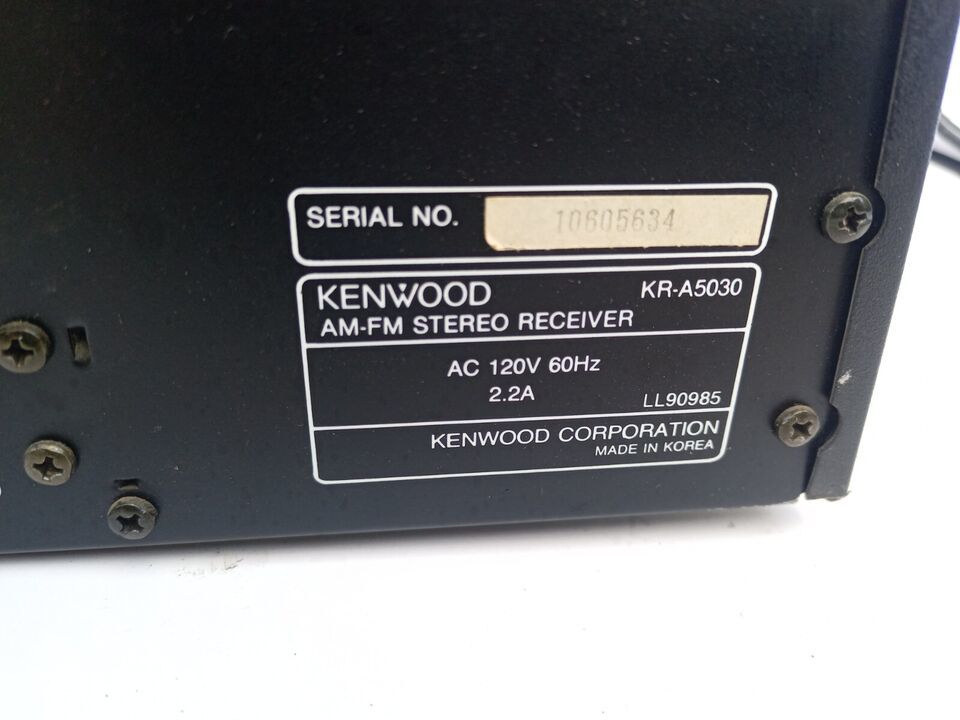 SERIAL NO. 10605634
KENWOOD KR-A5030
AM-FM STEREO RECEIVER
AC 120V 60Hz
2.2A LL90985
KENWOOD CORPORATION
MADE IN KOREA